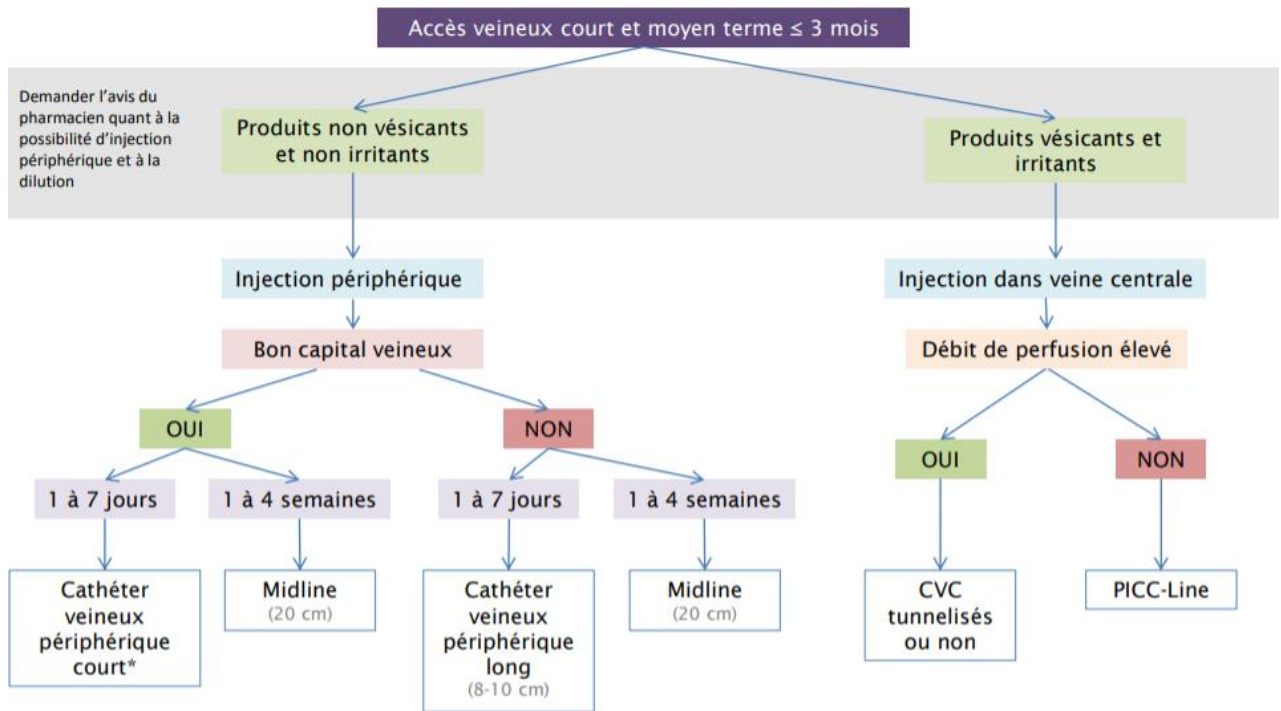 Accès veineux court et moyen terme ≤ 3 mois
Demander l’avis du
pharmacien quant à la
possibilité d’injection
périphérique et à la
dilution
Produits non vésicants
et non irritants
Produits vésicants et
irritants
Injection périphérique
Injection dans veine centrale
Bon capital veineux
Débit de perfusion élevé
OUI
NON
OUI
NON
1 à 7 jours
1 à 4 semaines
1 à 7 jours
1 à 4 semaines
Cathéter
veineux
périphérique
court*
Midline
(20 cm)
Cathéter
veineux
périphérique
long
(8-10 cm)
Midline
(20 cm)
CVC
tunnelisés
ou non
PICC-Line